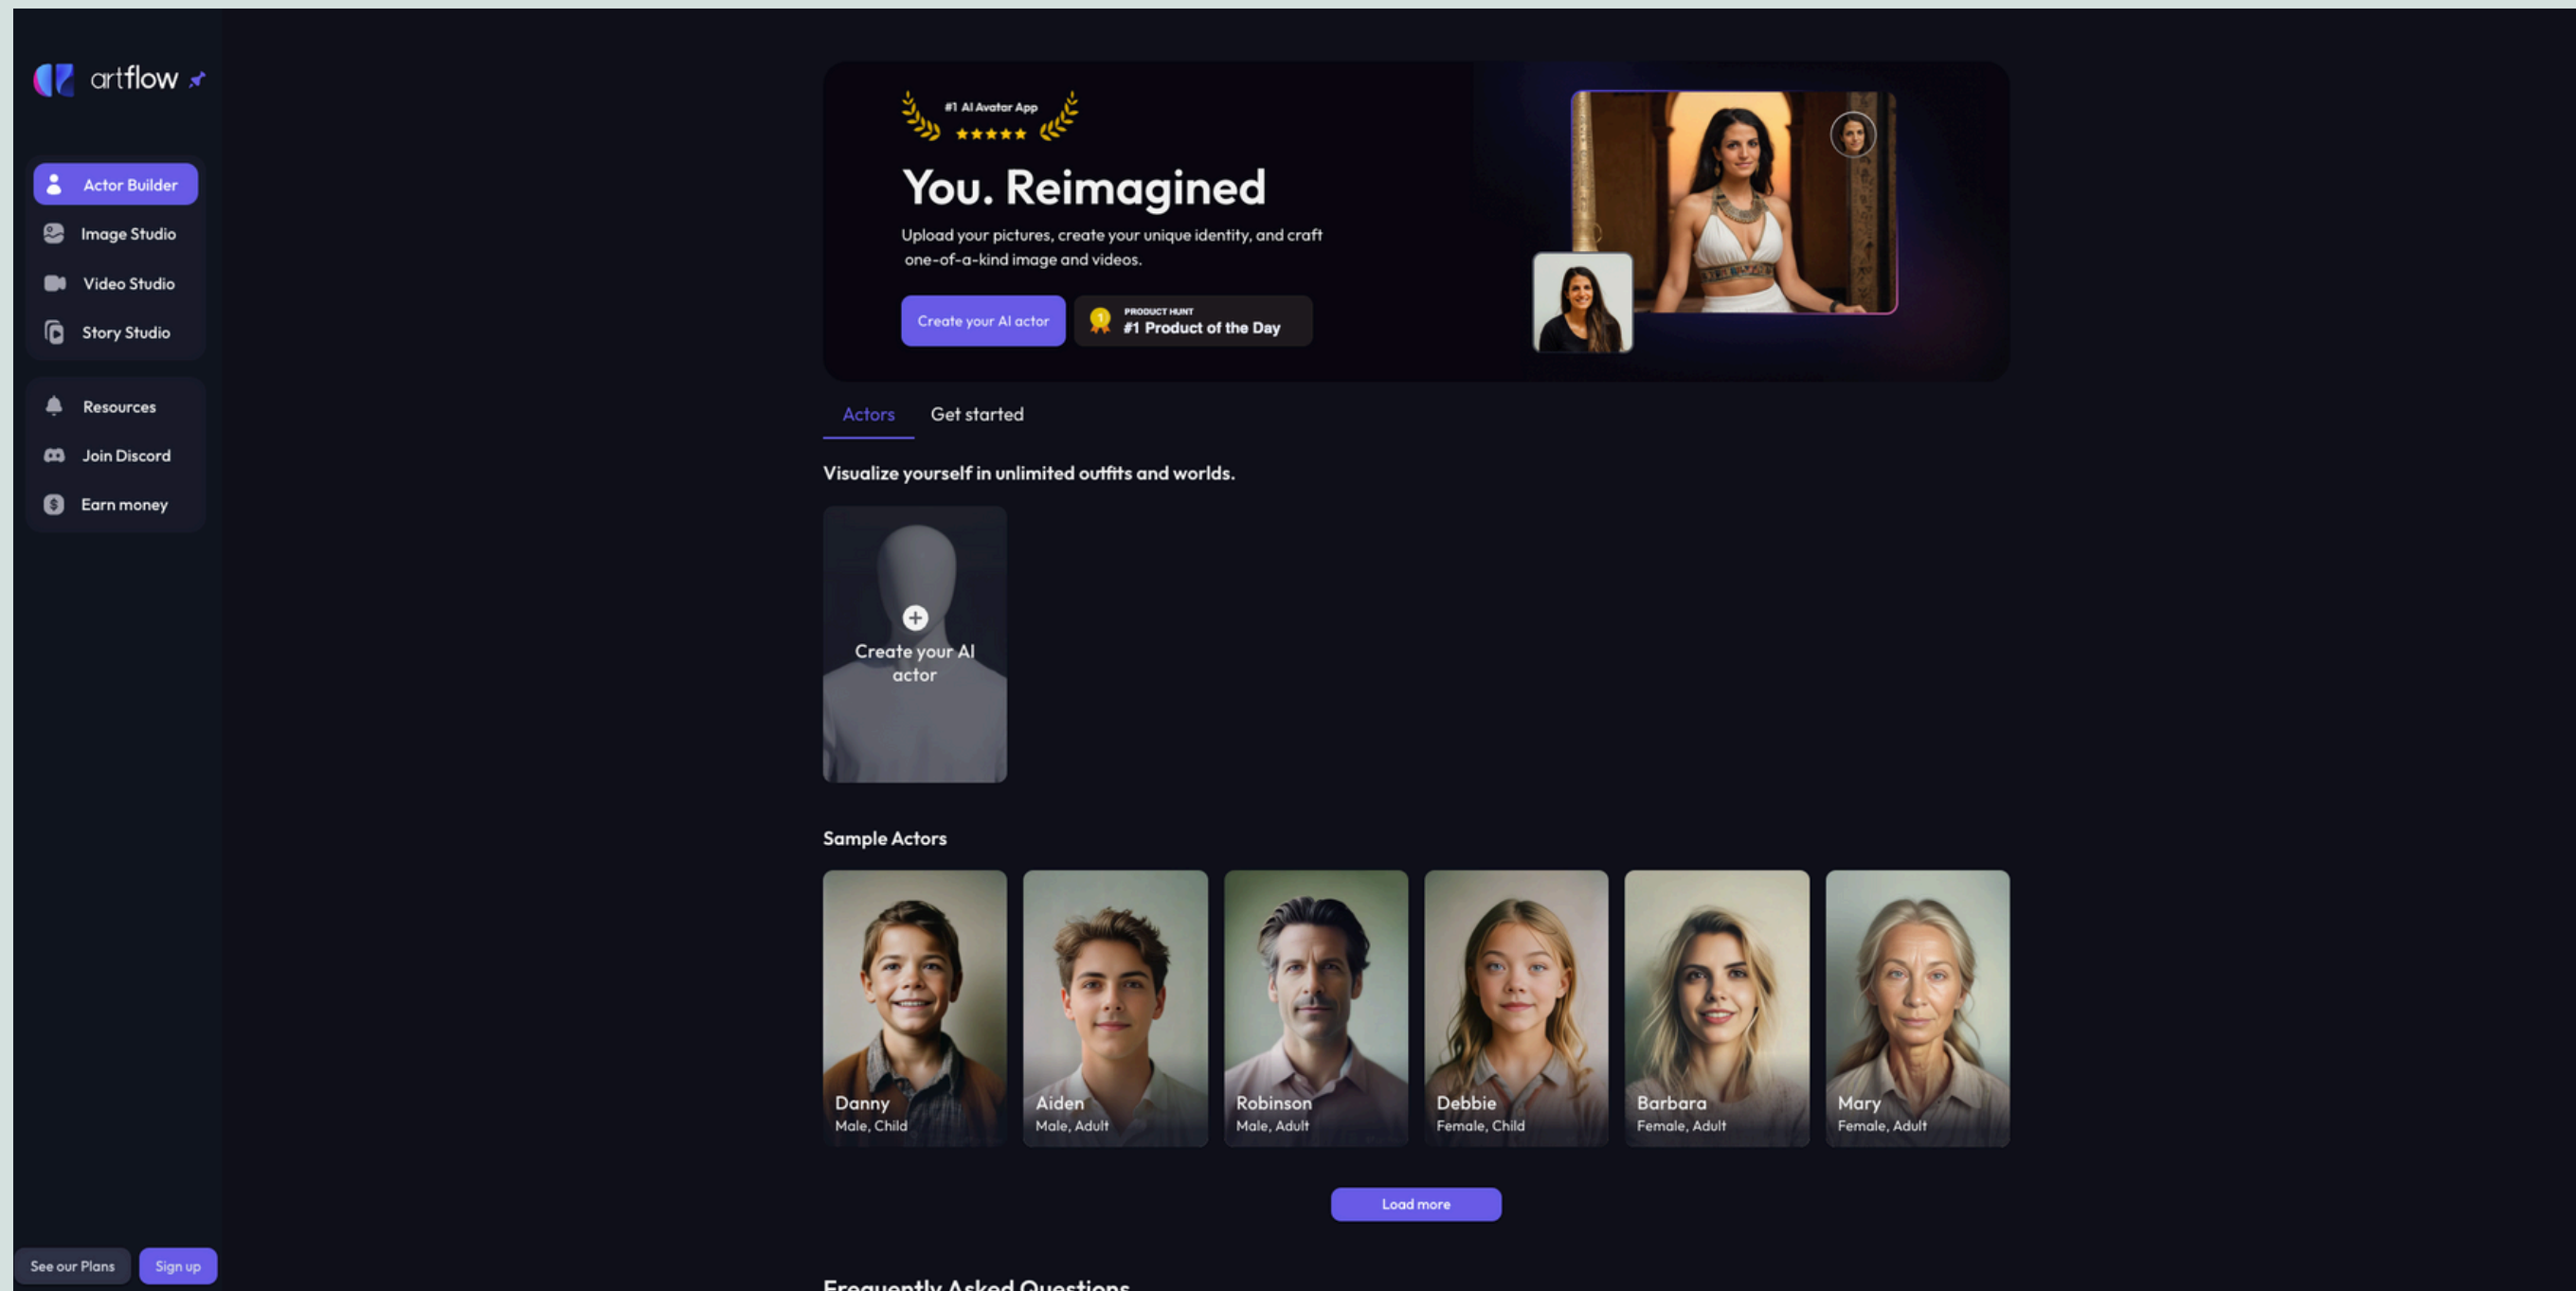 artflow
Actor Builder
Image Studio
Video Studio
Story Studio
Resources
Join Discord
Earn money
See our Plans
Sign up
#1 AI Avatar App
You. Reimagined
Upload your pictures, create your unique identity, and craft
one-of-a-kind image and videos.
Create your AI actor
1
PRODUCT HUNT
#1 Product of the Day
Actors
Get started
Visualize yourself in unlimited outfits and worlds.
Create your AI
actor
Sample Actors
Danny
Male, Child
Aiden
Male, Adult
Robinson
Male, Adult
Debbie
Female, Child
Barbara
Female, Adult
Mary
Female, Adult
Load more
Frequently Asked Questions